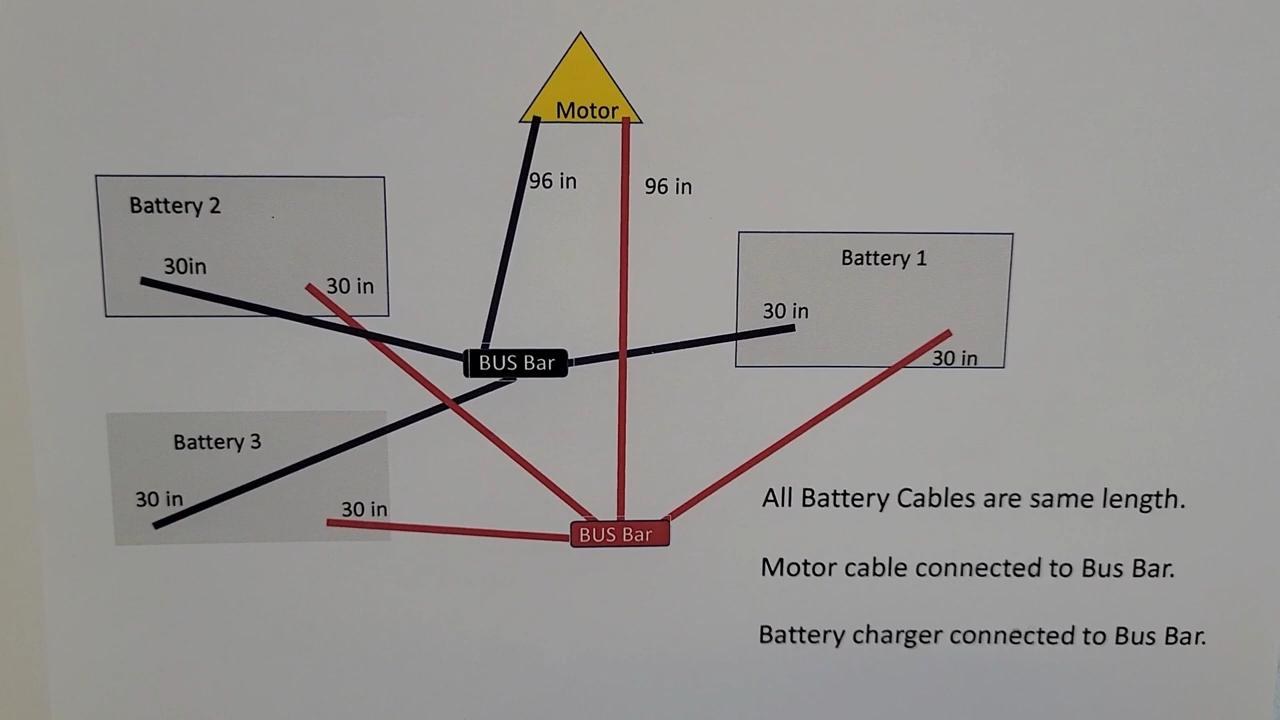 Motor
96 in
96 in
Battery 2
30in
30 in
Battery 1
30 in
30 in
BUS Bar
Battery 3
30 in
30 in
BUS Bar
All Battery Cables are same length.
Motor cable connected to Bus Bar.
Battery charger connected to Bus Bar.